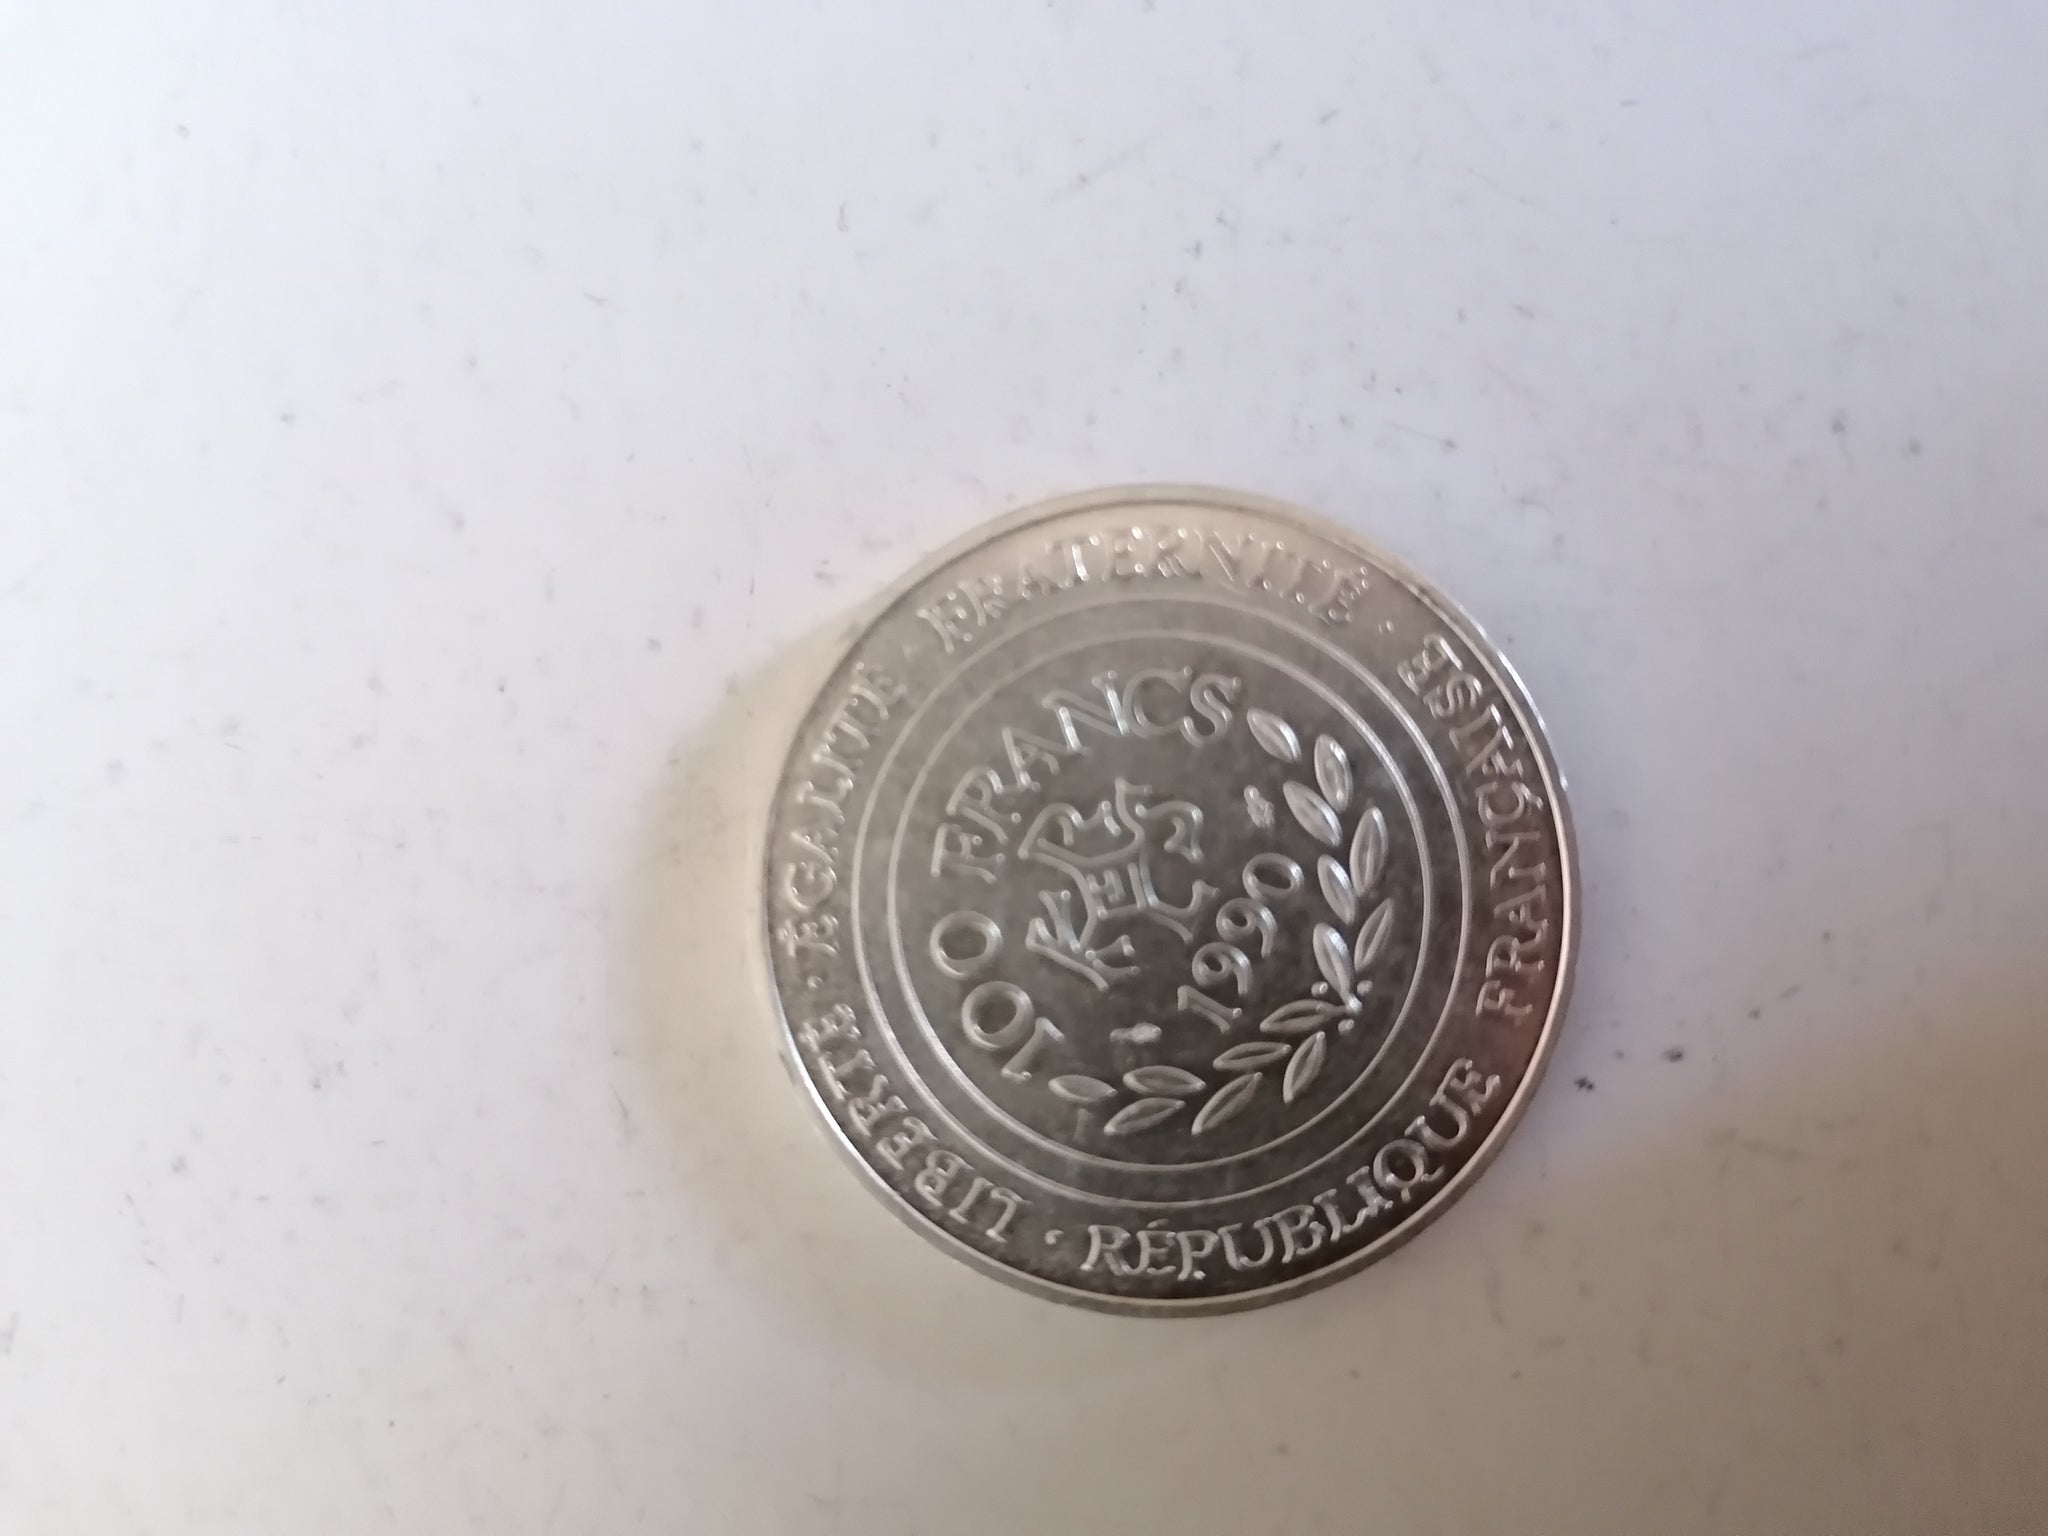 LIBERTÉ · ÉGALITÉ · FRATERNITÉ ·
RÉPUBLIQUE FRANÇAISE ·
100 FRANCS
1990